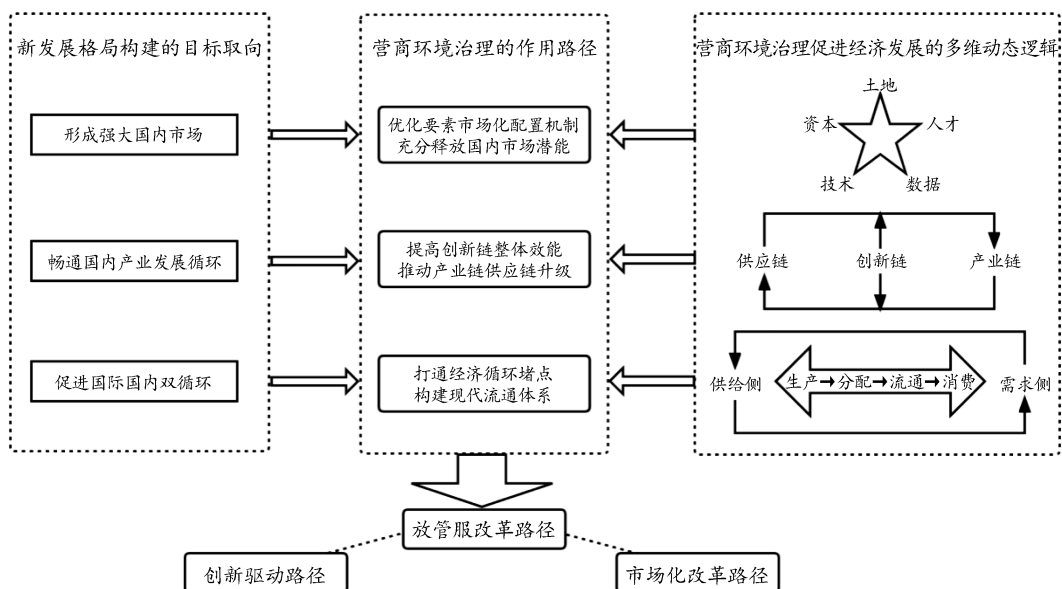 新发展格局构建的目标取向
形成强大国内市场
畅通国内产业发展循环
促进国际国内双循环
营商环境治理的作用路径
优化要素市场化配置机制
充分释放国内市场潜能
提高创新链整体效能
推动产业链供应链升级
打通经济循环堵点
构建现代流通体系
营商环境治理促进经济发展的多维动态逻辑
土地
资本
人才
技术
数据
供应链
创新链
产业链
供给侧
生产→分配→流通→消费
需求侧
放管服改革路径
创新驱动路径
市场化改革路径